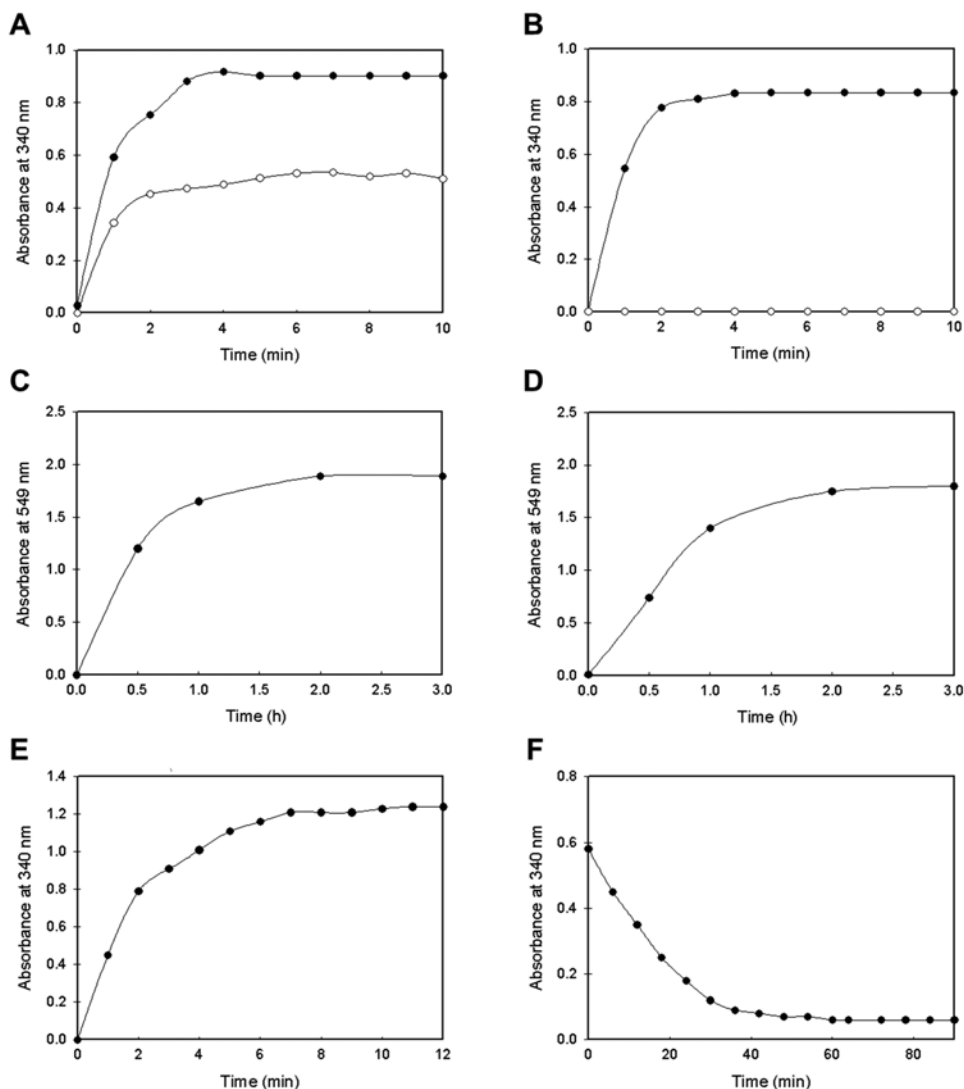 A
1.0
0.8
0.6
0.4
0.2
0.0
Absorbance at 340 nm
0 2 4 6 8 10
Time (min)
B
1.0
0.8
0.6
0.4
0.2
0.0
Absorbance at 340 nm
0 2 4 6 8 10
Time (min)
C
2.5
2.0
1.5
1.0
0.5
0.0
Absorbance at 549 nm
0.0 0.5 1.0 1.5 2.0 2.5 3.0
Time (h)
D
2.5
2.0
1.5
1.0
0.5
0.0
Absorbance at 549 nm
0.0 0.5 1.0 1.5 2.0 2.5 3.0
Time (h)
E
1.4
1.2
1.0
0.8
0.6
0.4
0.2
0.0
Absorbance at 340 nm
0 2 4 6 8 10 12
Time (min)
F
0.8
0.6
0.4
0.2
0.0
Absorbance at 340 nm
0 20 40 60 80
Time (min)